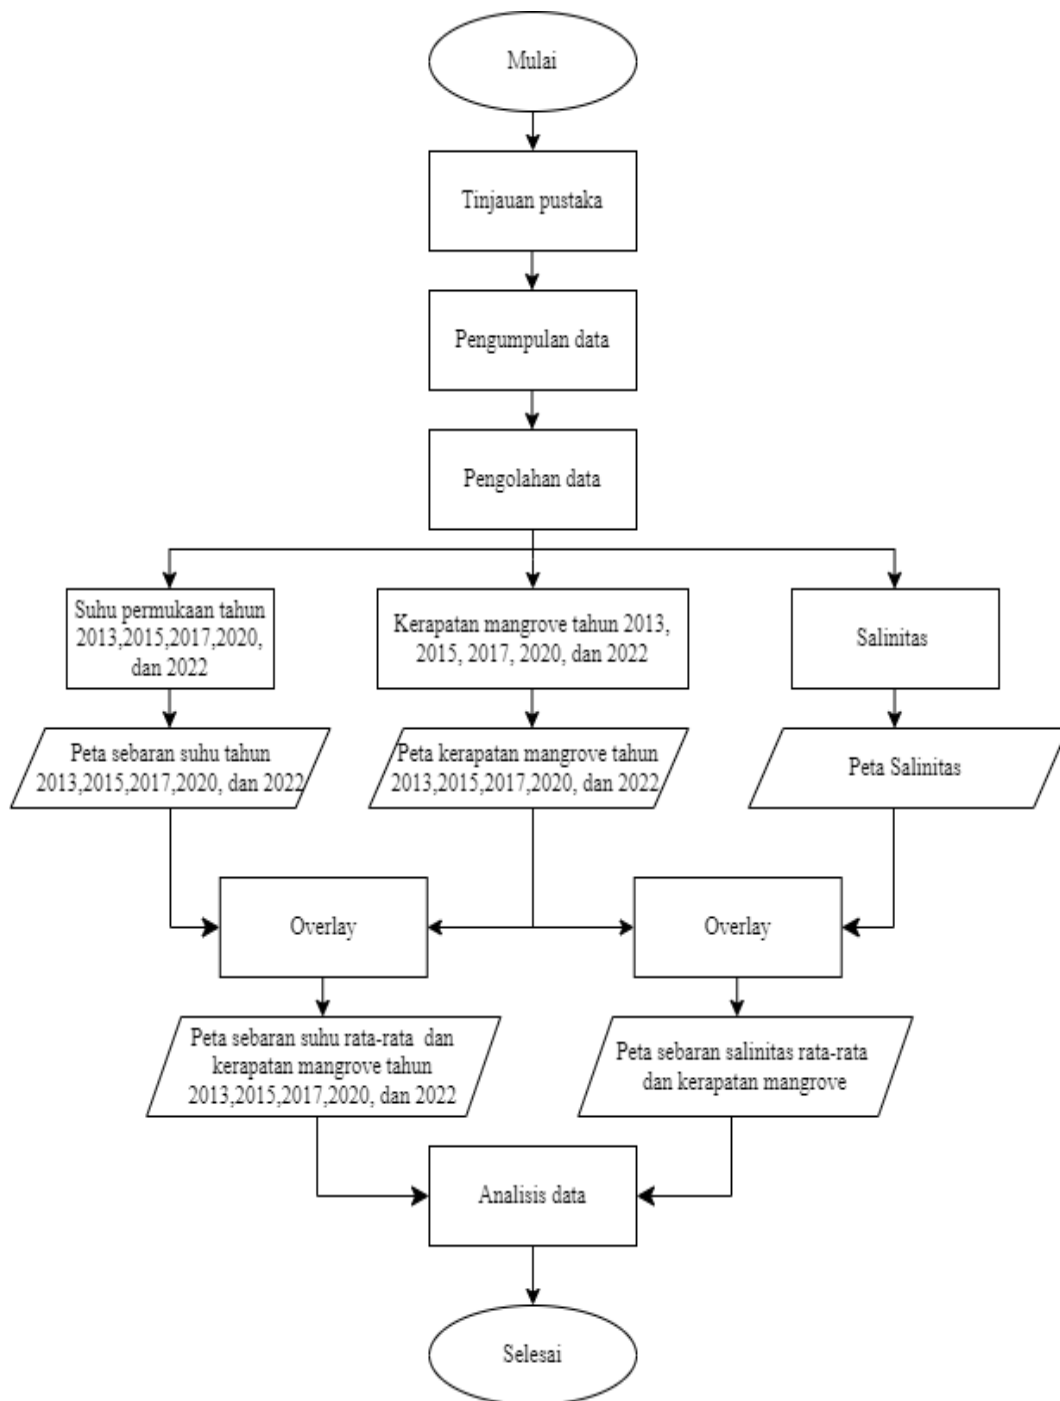 Mulai
Tinjauan pustaka
Pengumpulan data
Pengolahan data
Suhu permukaan tahun
2013,2015,2017,2020,
dan 2022
Kerapatan mangrove tahun 2013,
2015, 2017, 2020, dan 2022
Salinitas
Peta sebaran suhu tahun
2013,2015,2017,2020, dan 2022
Peta kerapatan mangrove tahun
2013,2015,2017,2020, dan 2022
Peta Salinitas
Overlay
Overlay
Peta sebaran suhu rata-rata dan
kerapatan mangrove tahun
2013,2015,2017,2020, dan 2022
Peta sebaran salinitas rata-rata
dan kerapatan mangrove
Analisis data
Selesai